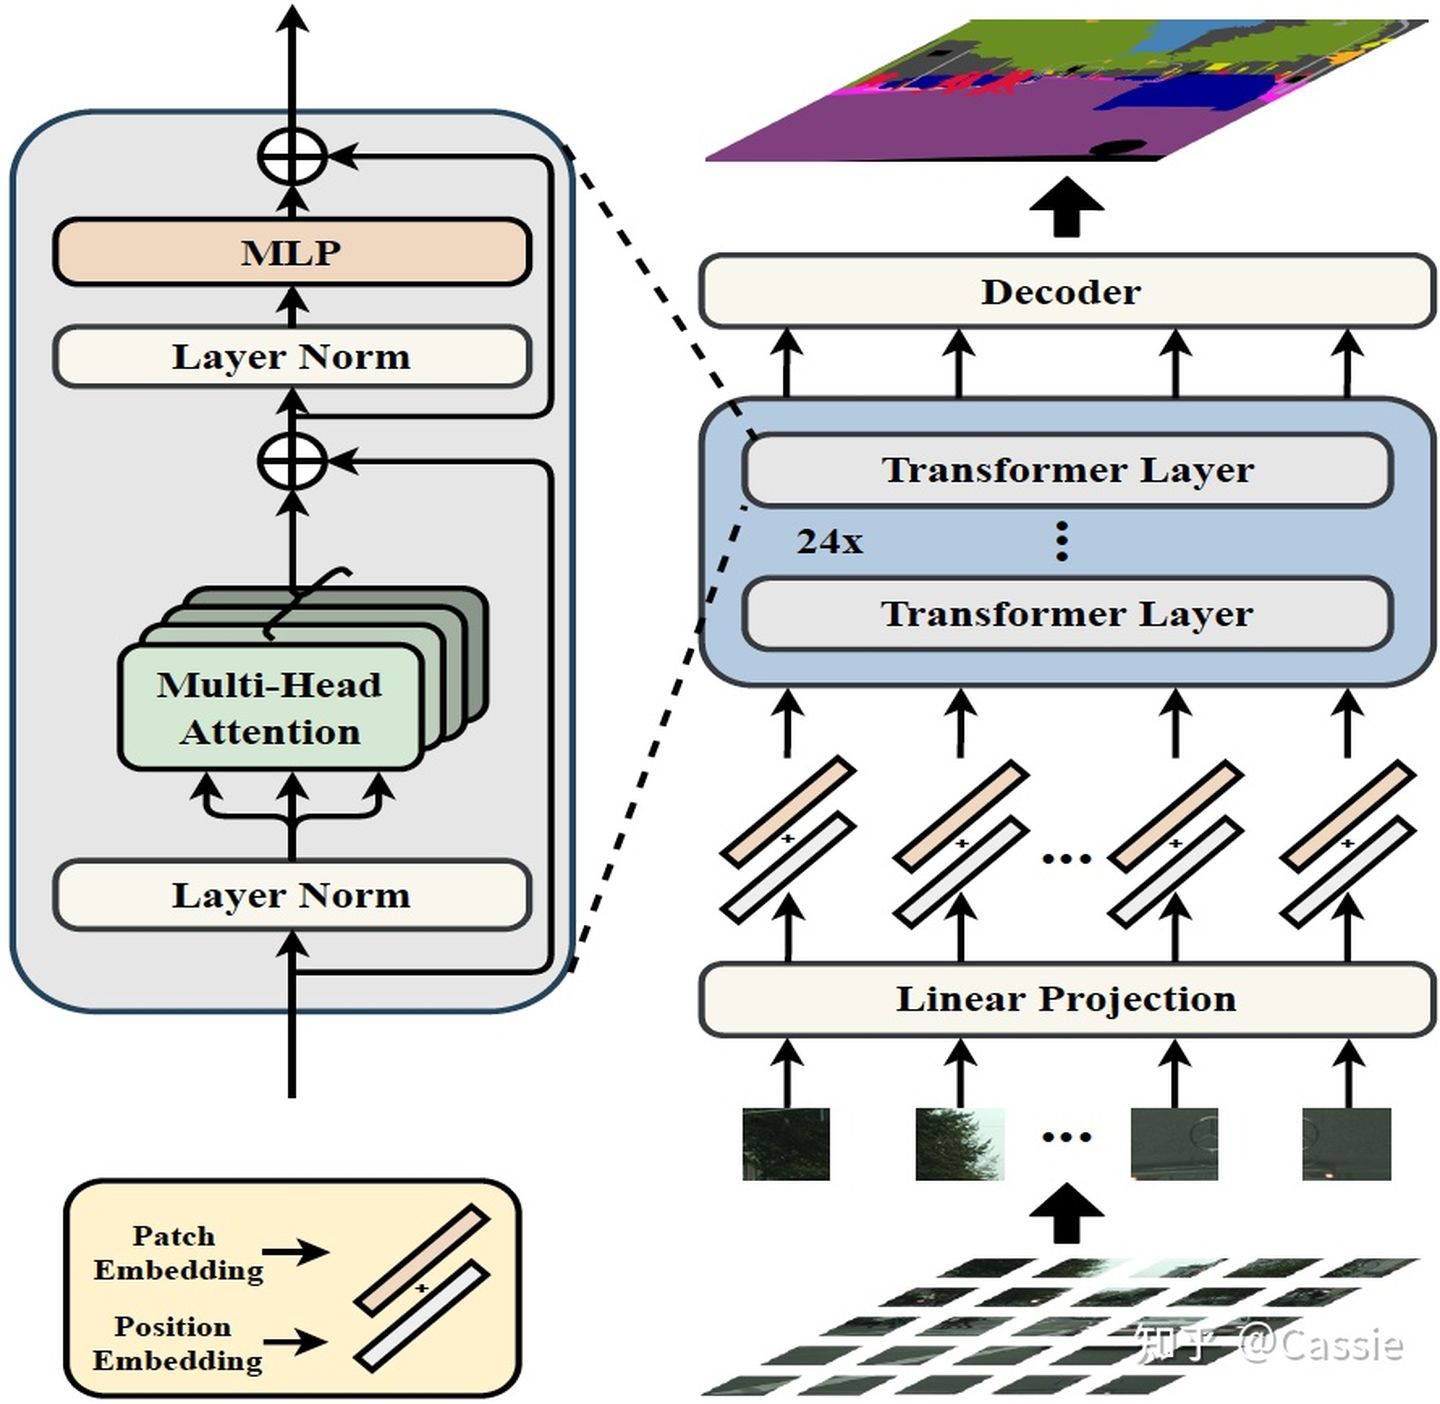 MLP
Layer Norm
Multi-Head
Attention
Layer Norm
Patch
Embedding
+
Position
Embedding
Decoder
Transformer Layer
24x
Transformer Layer
+ + + +
Linear Projection
知乎 @Cassie